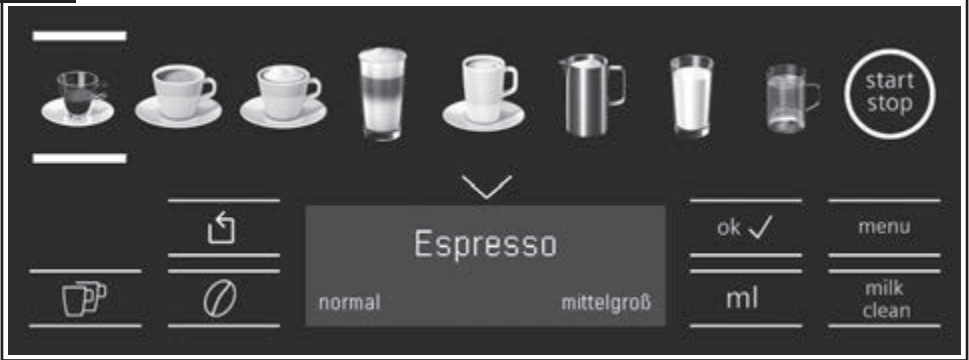 start
stop
Espresso
ok
menu
normal
mittelgroß
ml
milk
clean